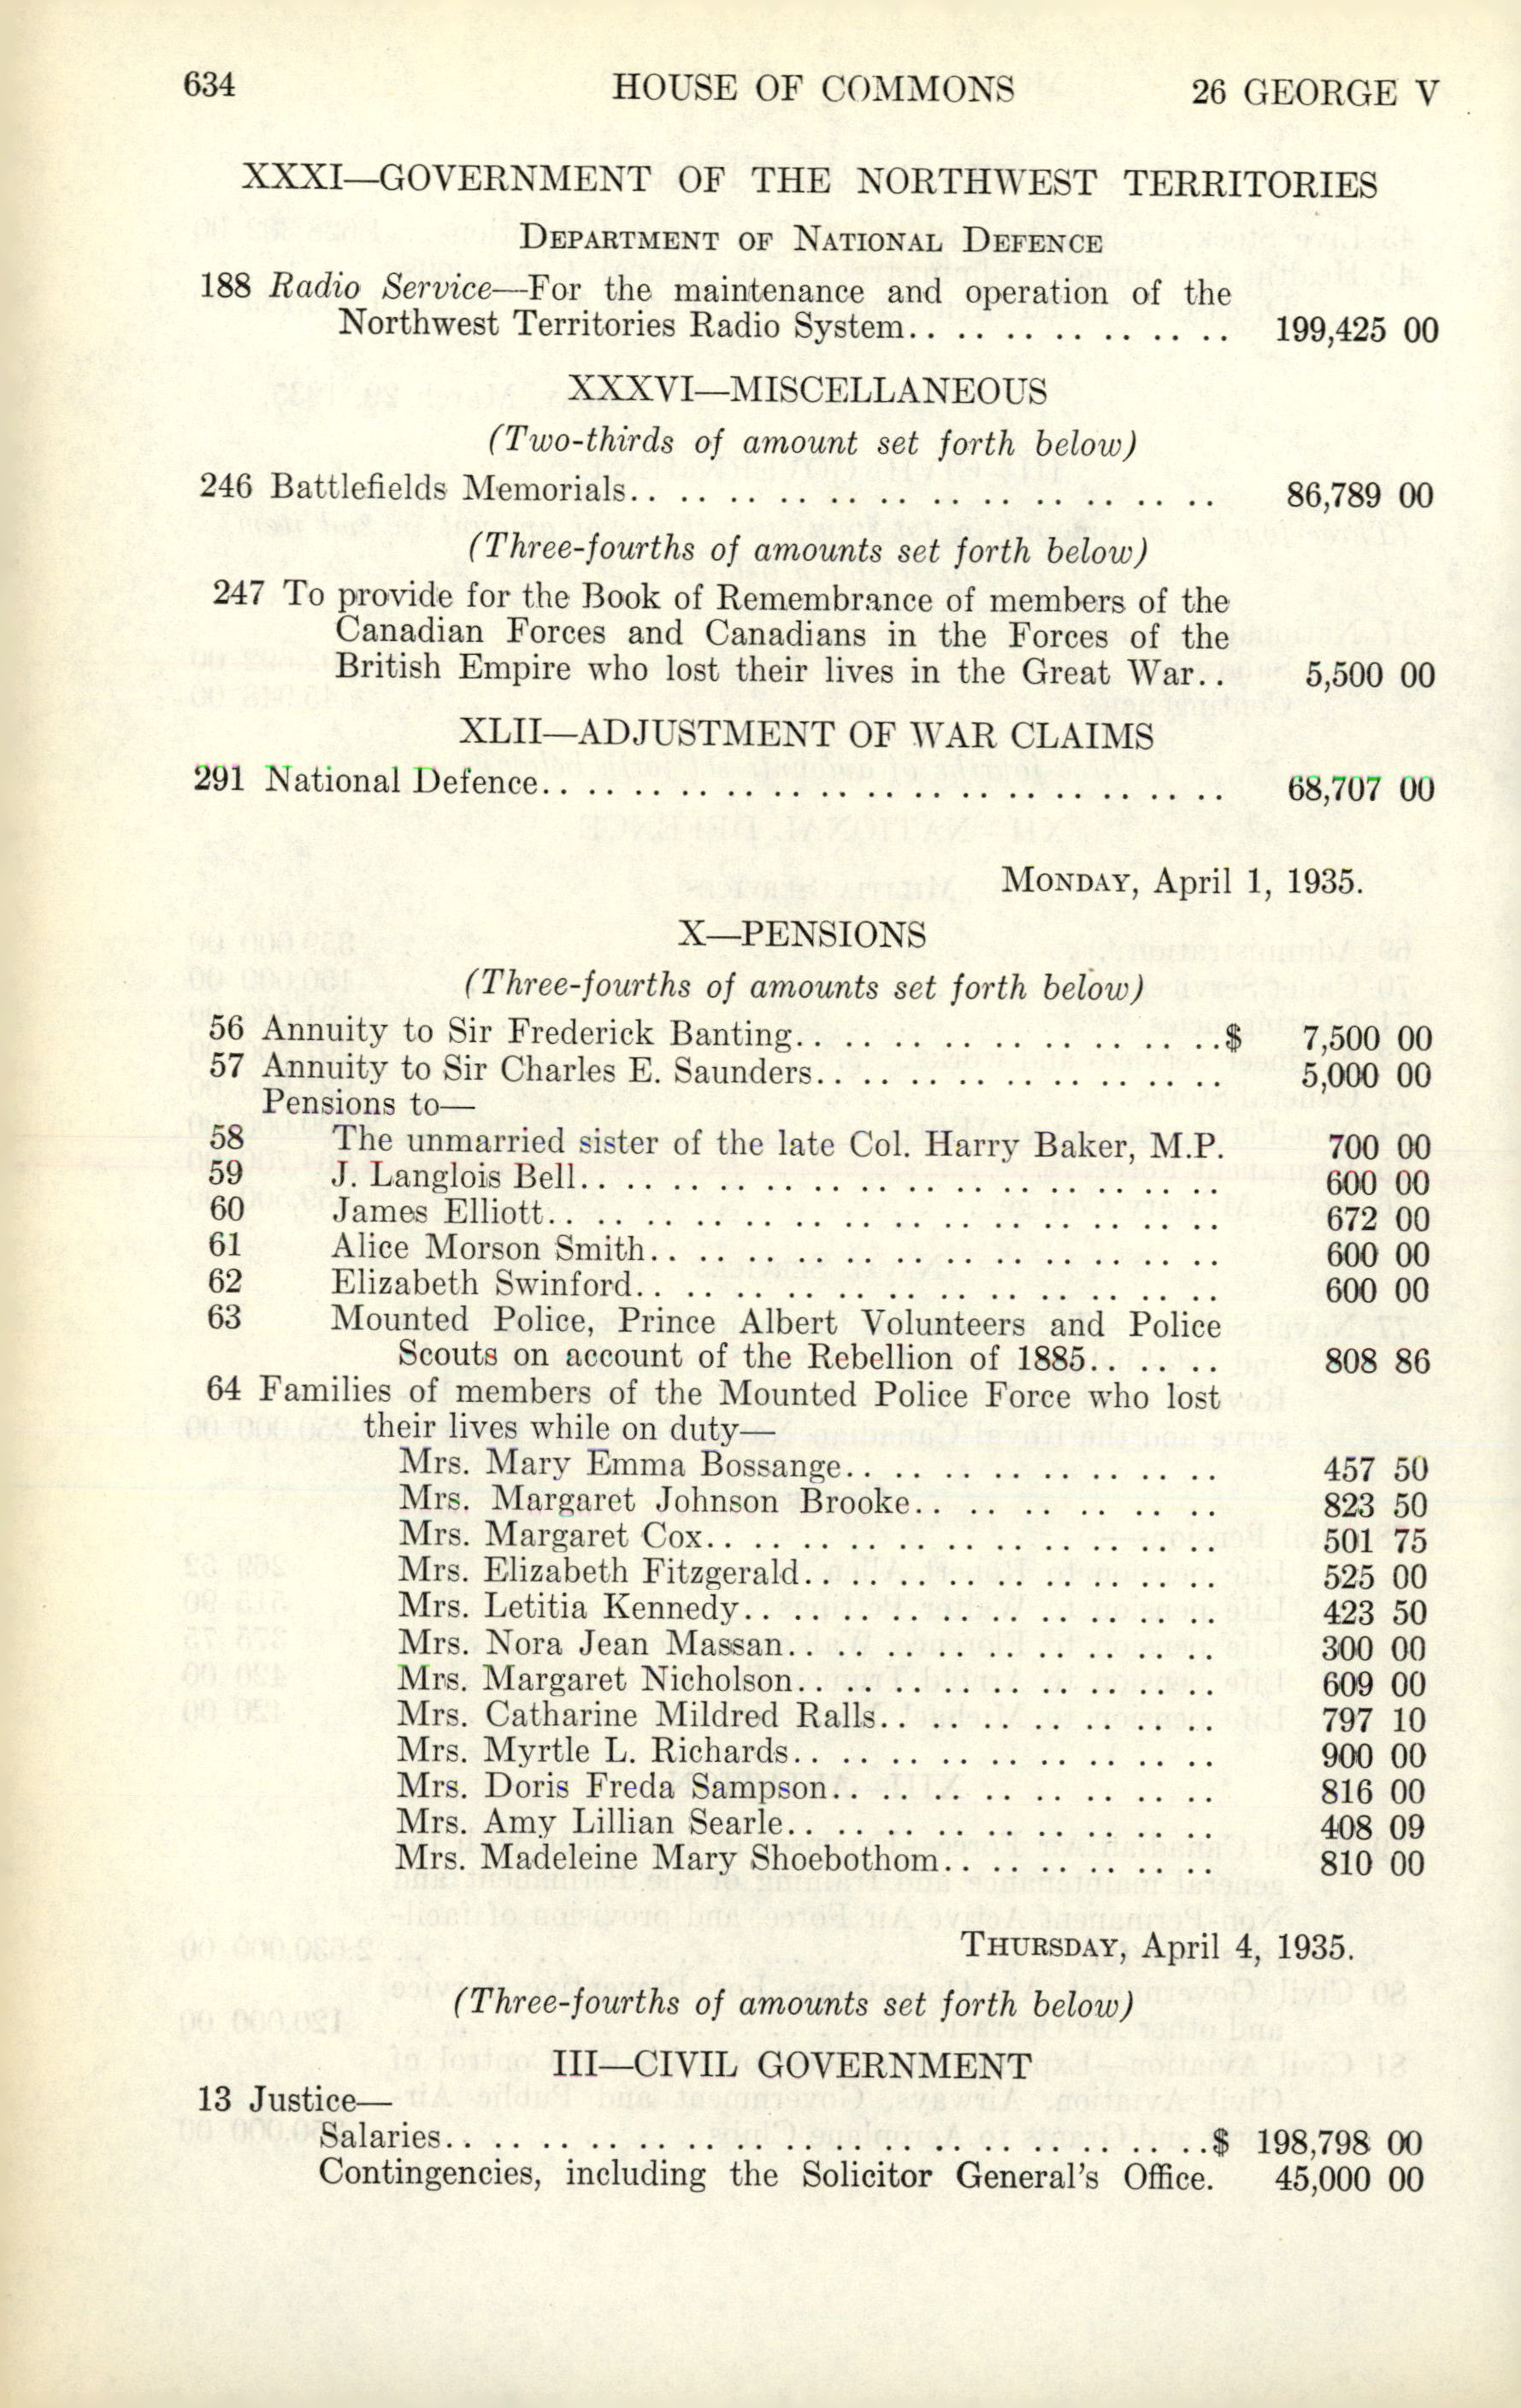 634 HOUSE OF COMMONS 26 GEORGE V
XXXI—GOVERNMENT OF THE NORTHWEST TERRITORIES
DEPARTMENT OF NATIONAL DEFENCE
188 Radio Service—For the maintenance and operation of the
Northwest Territories Radio System. . . . . . . . . . . . . . 199,425 00
XXXVI—MISCELLANEOUS
(Two-thirds of amount set forth below)
246 Battlefields Memorials. . . . . . . . . . . . . . . . . . . . . . . . 86,789 00
(Three-fourths of amounts set forth below)
247 To provide for the Book of Remembrance of members of the
Canadian Forces and Canadians in the Forces of the
British Empire who lost their lives in the Great War. . 5,500 00
XLII—ADJUSTMENT OF WAR CLAIMS
291 National Defence. . . . . . . . . . . . . . . . . . . . . . . . . . . . . . 68,707 00
MONDAY, April 1, 1935.
X—PENSIONS
(Three-fourths of amounts set forth below)
56 Annuity to Sir Frederick Banting. . . . . . . . . . . . . . . . . .$ 7,500 00
57 Annuity to Sir Charles E. Saunders. . . . . . . . . . . . . . . . . . 5,000 00
Pensions to—
58 The unmarried sister of the late Col. Harry Baker, M.P. 700 00
59 J. Langlois Bell. . . . . . . . . . . . . . . . . . . . . . . . . . . 600 00
60 James Elliott. . . . . . . . . . . . . . . . . . . . . . . . . . . . 672 00
61 Alice Morson Smith. . . . . . . . . . . . . . . . . . . . . . . . 600 00
62 Elizabeth Swinford. . . . . . . . . . . . . . . . . . . . . . . . 600 00
63 Mounted Police, Prince Albert Volunteers and Police
Scouts on account of the Rebellion of 1885. . . . . . 808 86
64 Families of members of the Mounted Police Force who lost
their lives while on duty—
Mrs. Mary Emma Bossange. . . . . . . . . . . . . . . . 457 50
Mrs. Margaret Johnson Brooke. . . . . . . . . . . . . 823 50
Mrs. Margaret Cox. . . . . . . . . . . . . . . . . . . . . . 501 75
Mrs. Elizabeth Fitzgerald. . . . . . . . . . . . . . . . . . 525 00
Mrs. Letitia Kennedy. . . . . . . . . . . . . . . . . . . . 423 50
Mrs. Nora Jean Massan. . . . . . . . . . . . . . . . . . 300 00
Mrs. Margaret Nicholson. . . . . . . . . . . . . . . . . . 609 00
Mrs. Catharine Mildred Ralls. . . . . . . . . . . . . . 797 10
Mrs. Myrtle L. Richards. . . . . . . . . . . . . . . . . . 900 00
Mrs. Doris Freda Sampson. . . . . . . . . . . . . . . . 816 00
Mrs. Amy Lillian Searle. . . . . . . . . . . . . . . . . . 408 09
Mrs. Madeleine Mary Shoebothom. . . . . . . . . . . . 810 00
THURSDAY, April 4, 1935.
(Three-fourths of amounts set forth below)
III—CIVIL GOVERNMENT
13 Justice—
Salaries. . . . . . . . . . . . . . . . . . . . . . . . . . . . . . . .$ 198,798 00
Contingencies, including the Solicitor General's Office. 45,000 00